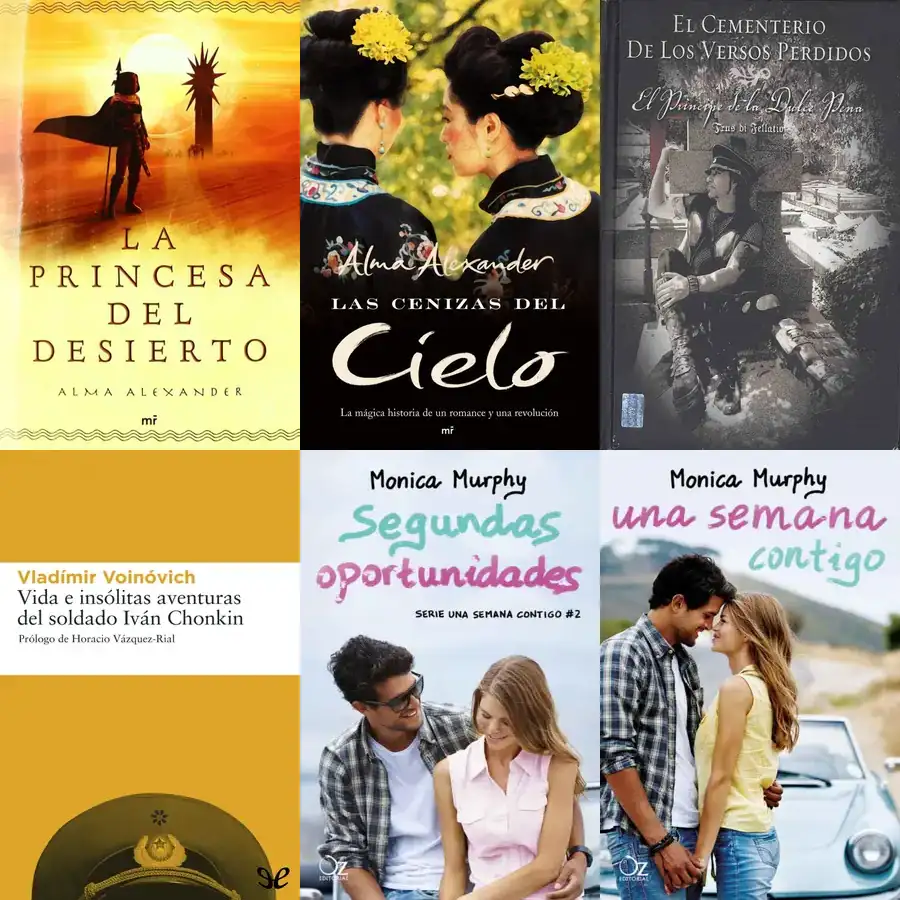 LA
PRINCESA
DEL
DESIERTO
ALMA ALEXANDER
mr
Alma Alexander
LAS CENIZAS DEL
Cielo
La mágica historia de un romance y una revolución
mr
EL CEMENTERIO
DE LOS VERSOS PERDIDOS
El Príncipe de la Dulce Pena
Fras di Fellatio
Vladímir Voinóvich
Vida e insólitas aventuras
del soldado Iván Chonkin
Prólogo de Horacio Vázquez-Rial
Monica Murphy
Segundas
oportunidades
SERIE UNA SEMANA CONTIGO #2
OZ
EDITORIAL
Monica Murphy
una semana
contigo
OZ
EDITORIAL